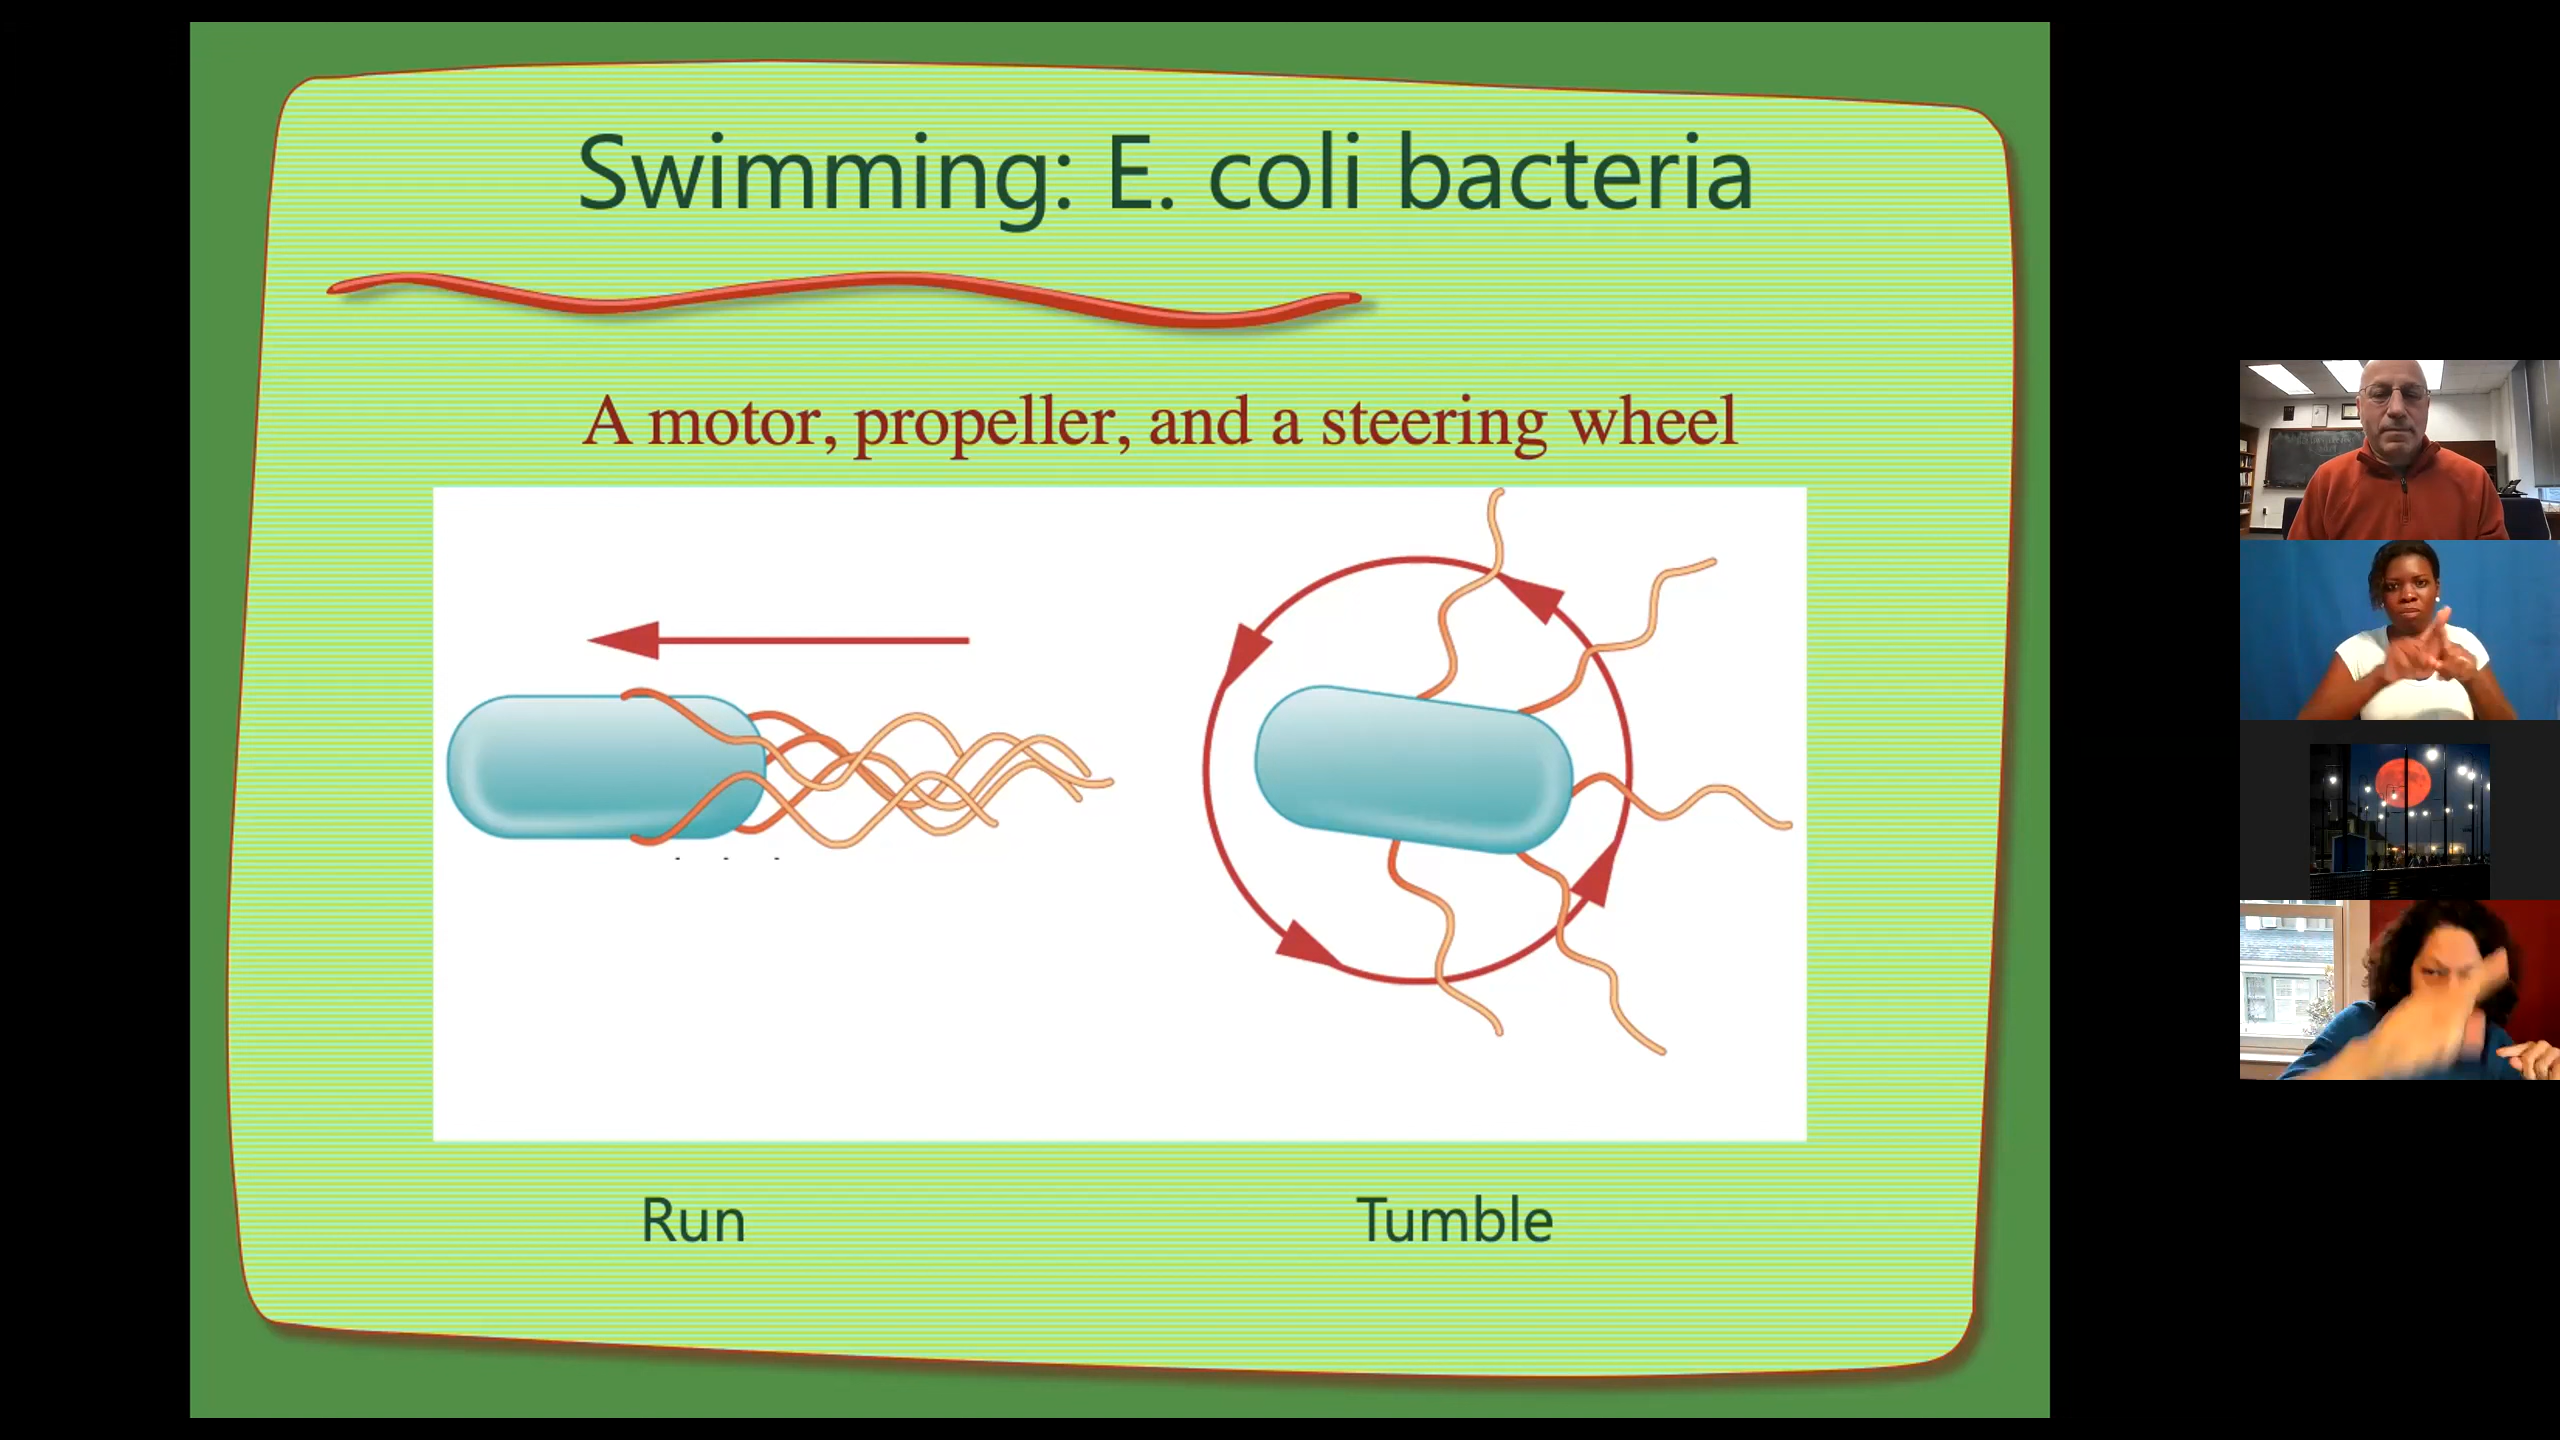 Swimming: E. coli bacteria
A motor, propeller, and a steering wheel
Run
Tumble